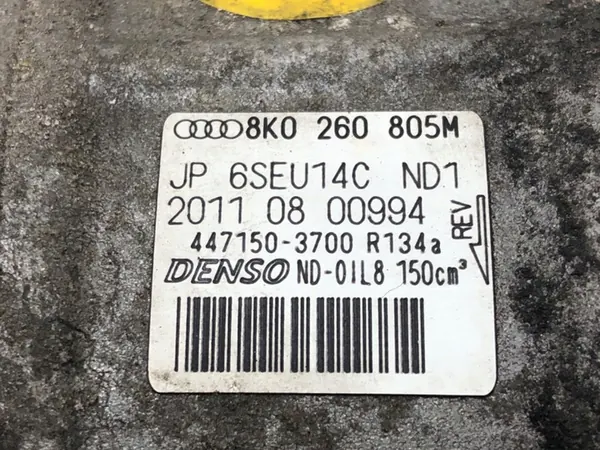 8K0 260 805M
JP 6SEU14C ND1
2011 08 00994
447150-3700 R134a
REV
DENSO ND-OIL8 150cm³